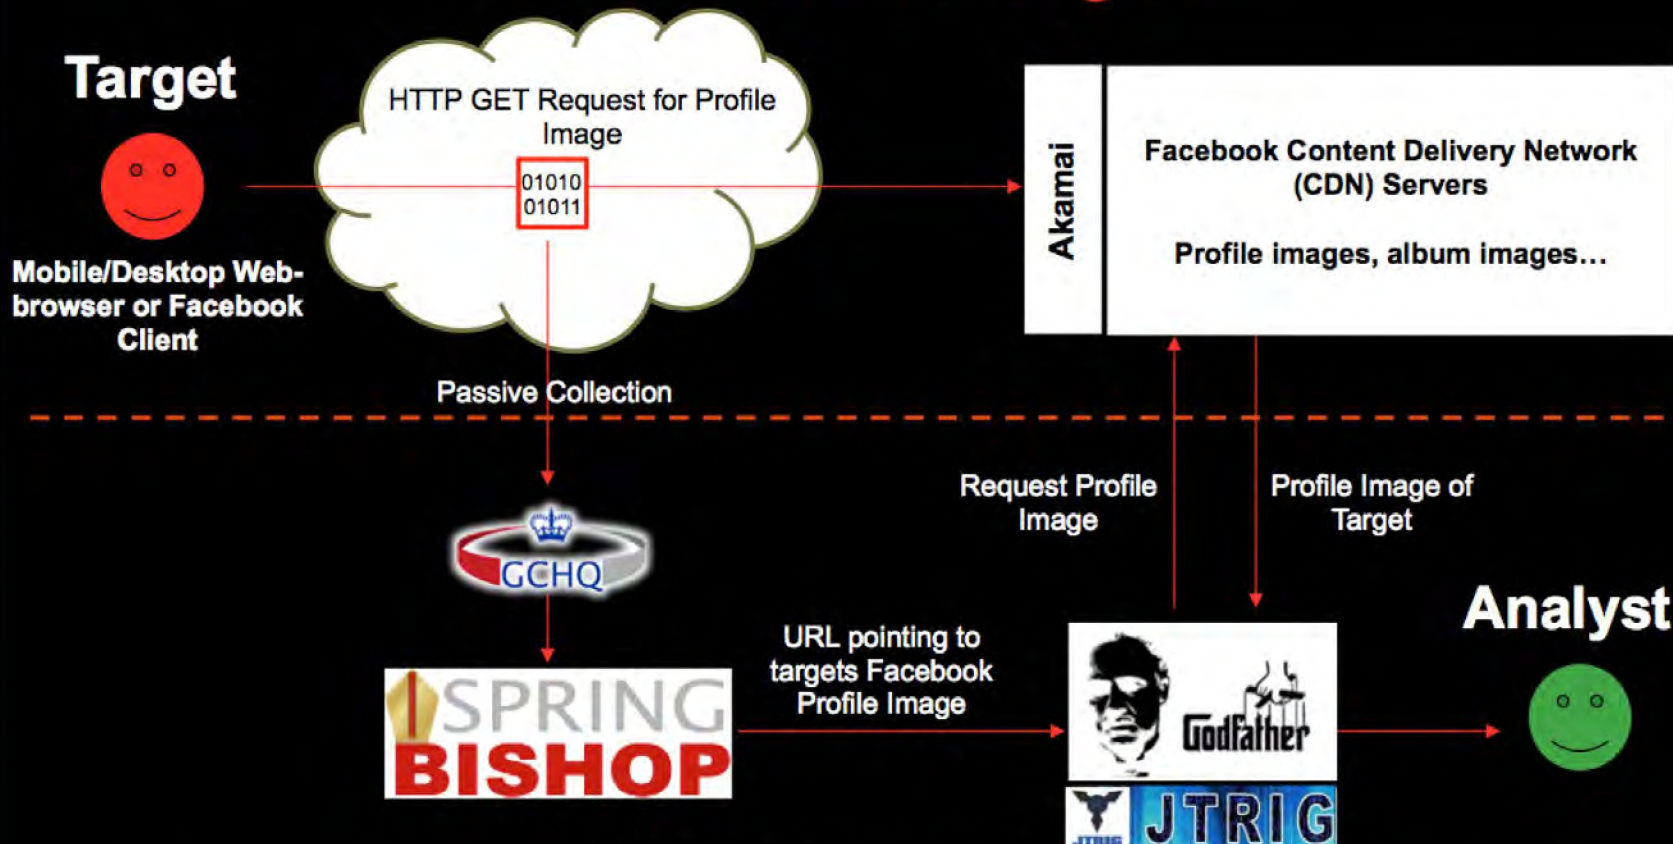 Target
HTTP GET Request for Profile
Image
01010
01011
Mobile/Desktop Web-
browser or Facebook
Client
Akamai
Facebook Content Delivery Network
(CDN) Servers
Profile images, album images...
Passive Collection
Request Profile
Image
Profile Image of
Target
GCHQ
SPRING
BISHOP
URL pointing to
targets Facebook
Profile Image
Godfather
Analyst
JTRIG
JTRIG